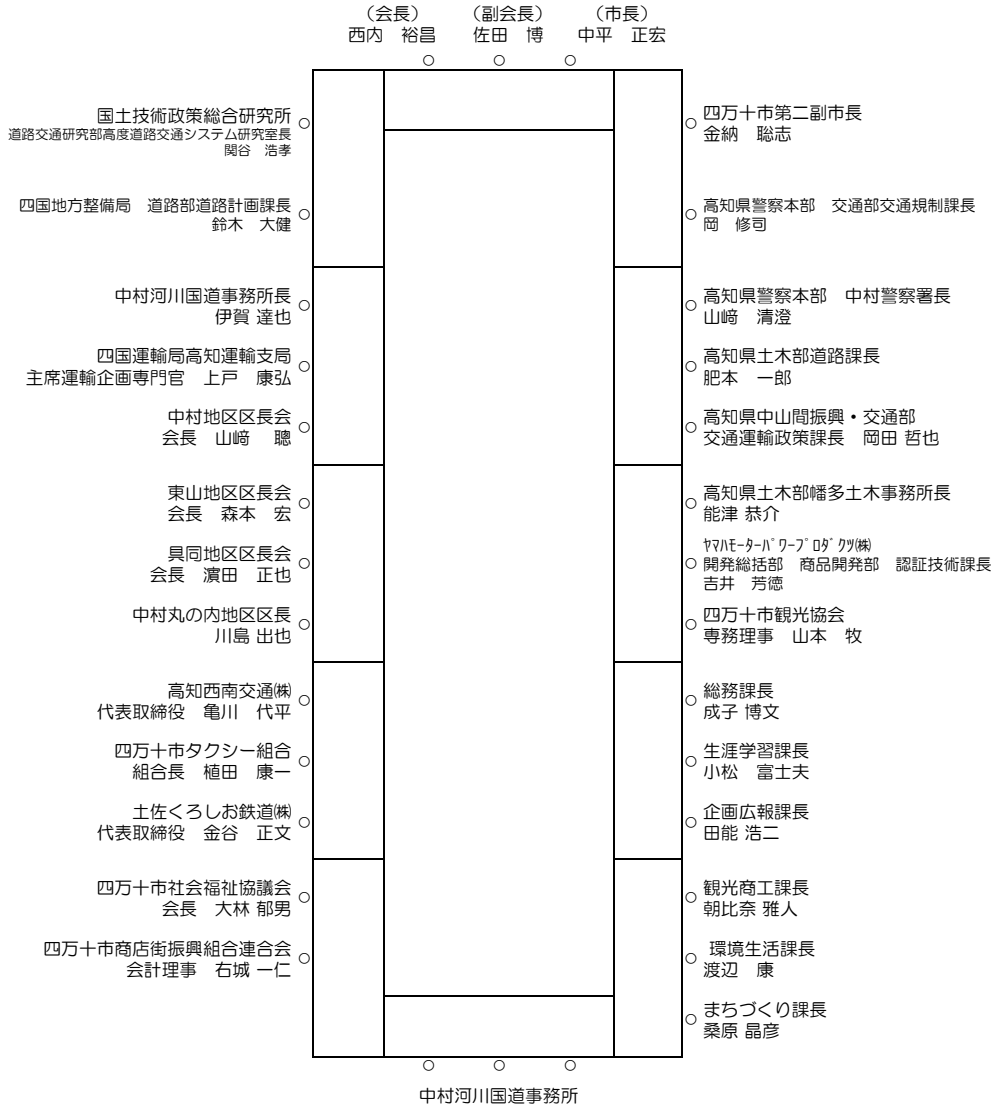 （会長）　（副会長）　（市長）
西内　裕昌　佐田　博　中平　正宏
国土技術政策総合研究所
道路交通研究部高度道路交通システム研究室長
関谷　浩孝
四国地方整備局　道路部道路計画課長
鈴木　大健
中村河川国道事務所長
伊賀 達也
四国運輸局高知運輸支局
主席運輸企画専門官　上戸　康弘
中村地区区長会
会長　山﨑　聰
東山地区区長会
会長　森本　宏
具同地区区長会
会長　濵田　正也
中村丸の内地区区長
川島 出也
高知西南交通㈱
代表取締役　亀川　代平
四万十市タクシー組合
組合長　植田　康一
土佐くろしお鉄道㈱
代表取締役　金谷　正文
四万十市社会福祉協議会
会長　大林 郁男
四万十市商店街振興組合連合会
会計理事　右城 一仁
四万十市第二副市長
金納　聡志
高知県警察本部　交通部交通規制課長
岡　修司
高知県警察本部　中村警察署長
山﨑　清澄
高知県土木部道路課長
肥本　一郎
高知県中山間振興・交通部
交通運輸政策課長　岡田 哲也
高知県土木部幡多土木事務所長
能津 恭介
ﾔﾏﾊﾓｰﾀｰﾊﾟﾜｰﾌﾟﾛﾀﾞｸﾂ㈱
開発総括部　商品開発部　認証技術課長
吉井　芳徳
四万十市観光協会
専務理事　山本　牧
総務課長
成子 博文
生涯学習課長
小松　富士夫
企画広報課長
田能 浩二
観光商工課長
朝比奈 雅人
環境生活課長
渡辺　康
まちづくり課長
桑原 晶彦
中村河川国道事務所